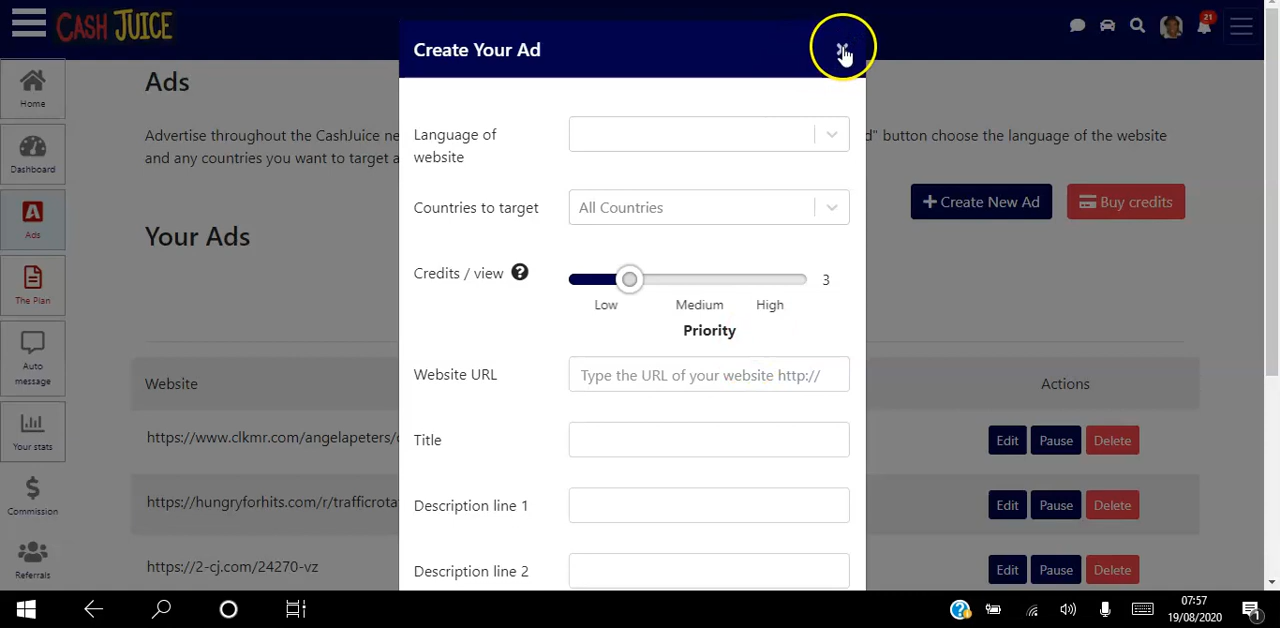 CASH JUICE
Create Your Ad
21
Home
Dashboard
Ads
The Plan
Auto
message
Your stats
Commission
Referrals
Ads
Advertise throughout the CashJuice ne
d" button choose the language of the website
and any countries you want to target a
Create New Ad
Buy credits
Your Ads
Language of
website
Countries to target
All Countries
Credits / view
3
Low Medium High
Priority
Website URL
Type the URL of your website http://
Title
Description line 1
Description line 2
Website
Actions
https://www.clkmr.com/angelapeters/
Edit Pause Delete
https://hungryforhits.com/r/trafficrota
Edit Pause Delete
https://2-cj.com/24270-vz
Edit Pause Delete
07:57
19/08/2020
1